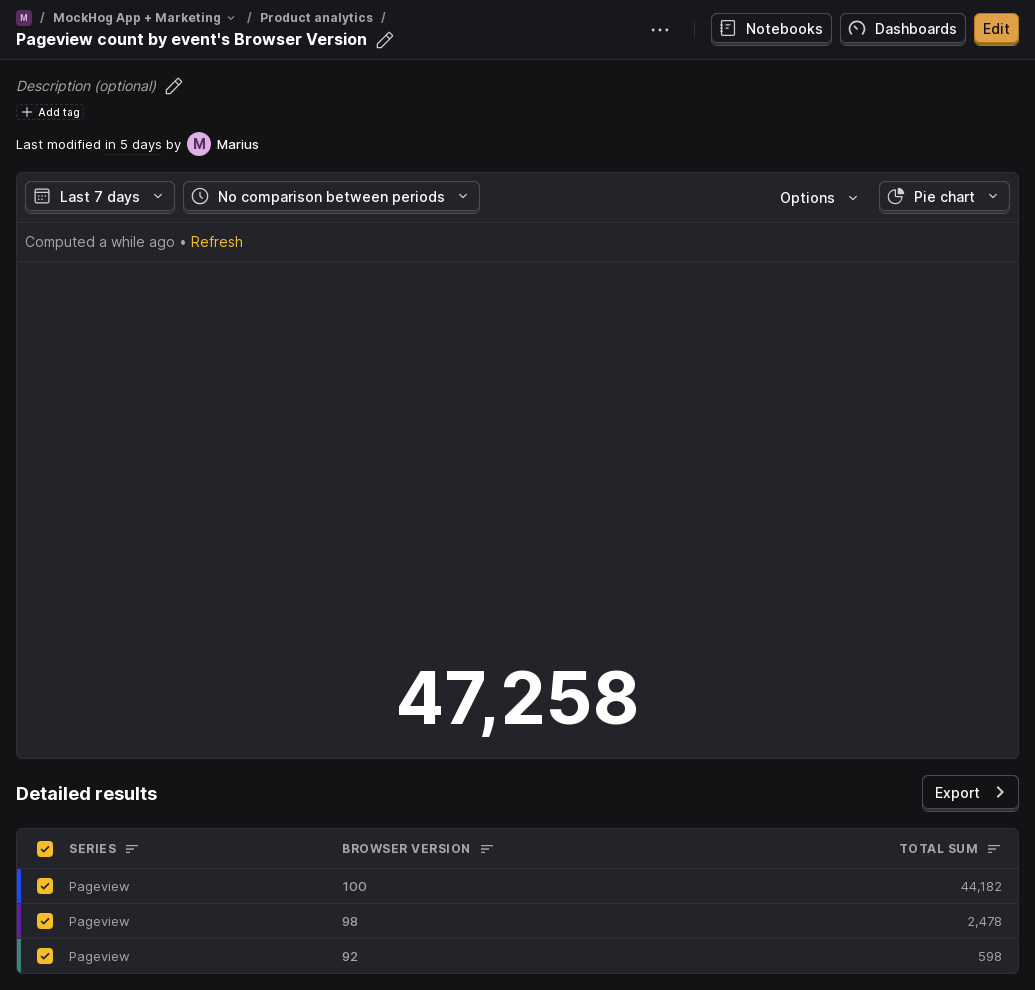 M / MockHog App + Marketing / Product analytics /
Pageview count by event's Browser Version
Notebooks
Dashboards
Edit
Description (optional)
Add tag
Last modified in 5 days by M Marius
Last 7 days
No comparison between periods
Options
Pie chart
Computed a while ago • Refresh
47,258
Detailed results
Export
SERIES BROWSER VERSION TOTAL SUM
Pageview 100 44,182
Pageview 98 2,478
Pageview 92 598